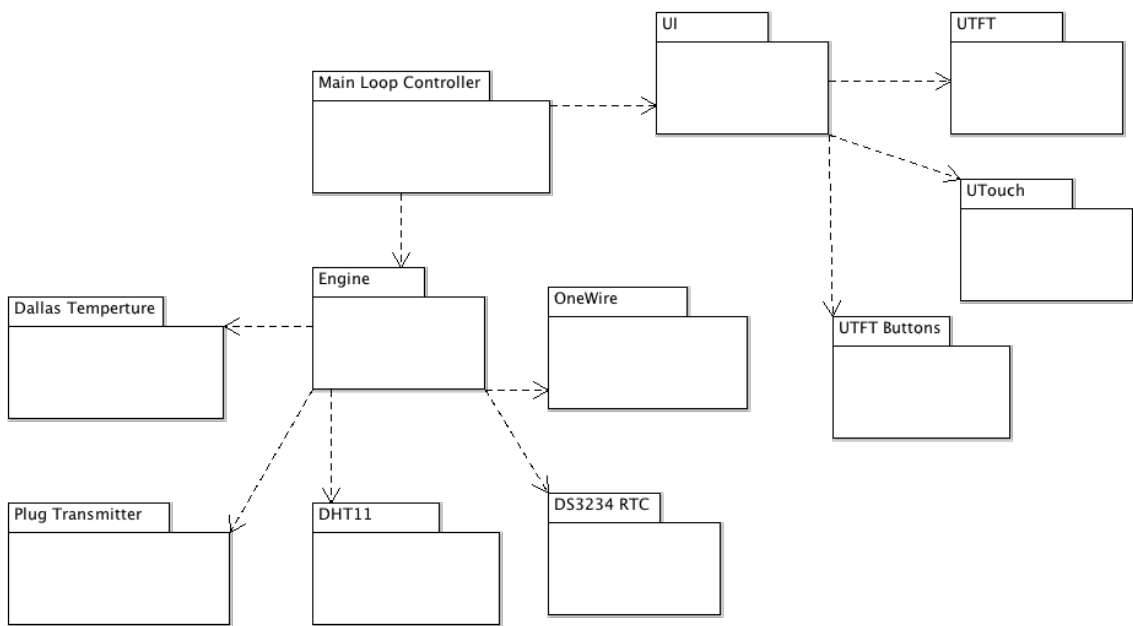 UI
UTFT
Main Loop Controller
UTouch
Engine
OneWire
Dallas Temperture
UTFT Buttons
Plug Transmitter
DHT11
DS3234 RTC